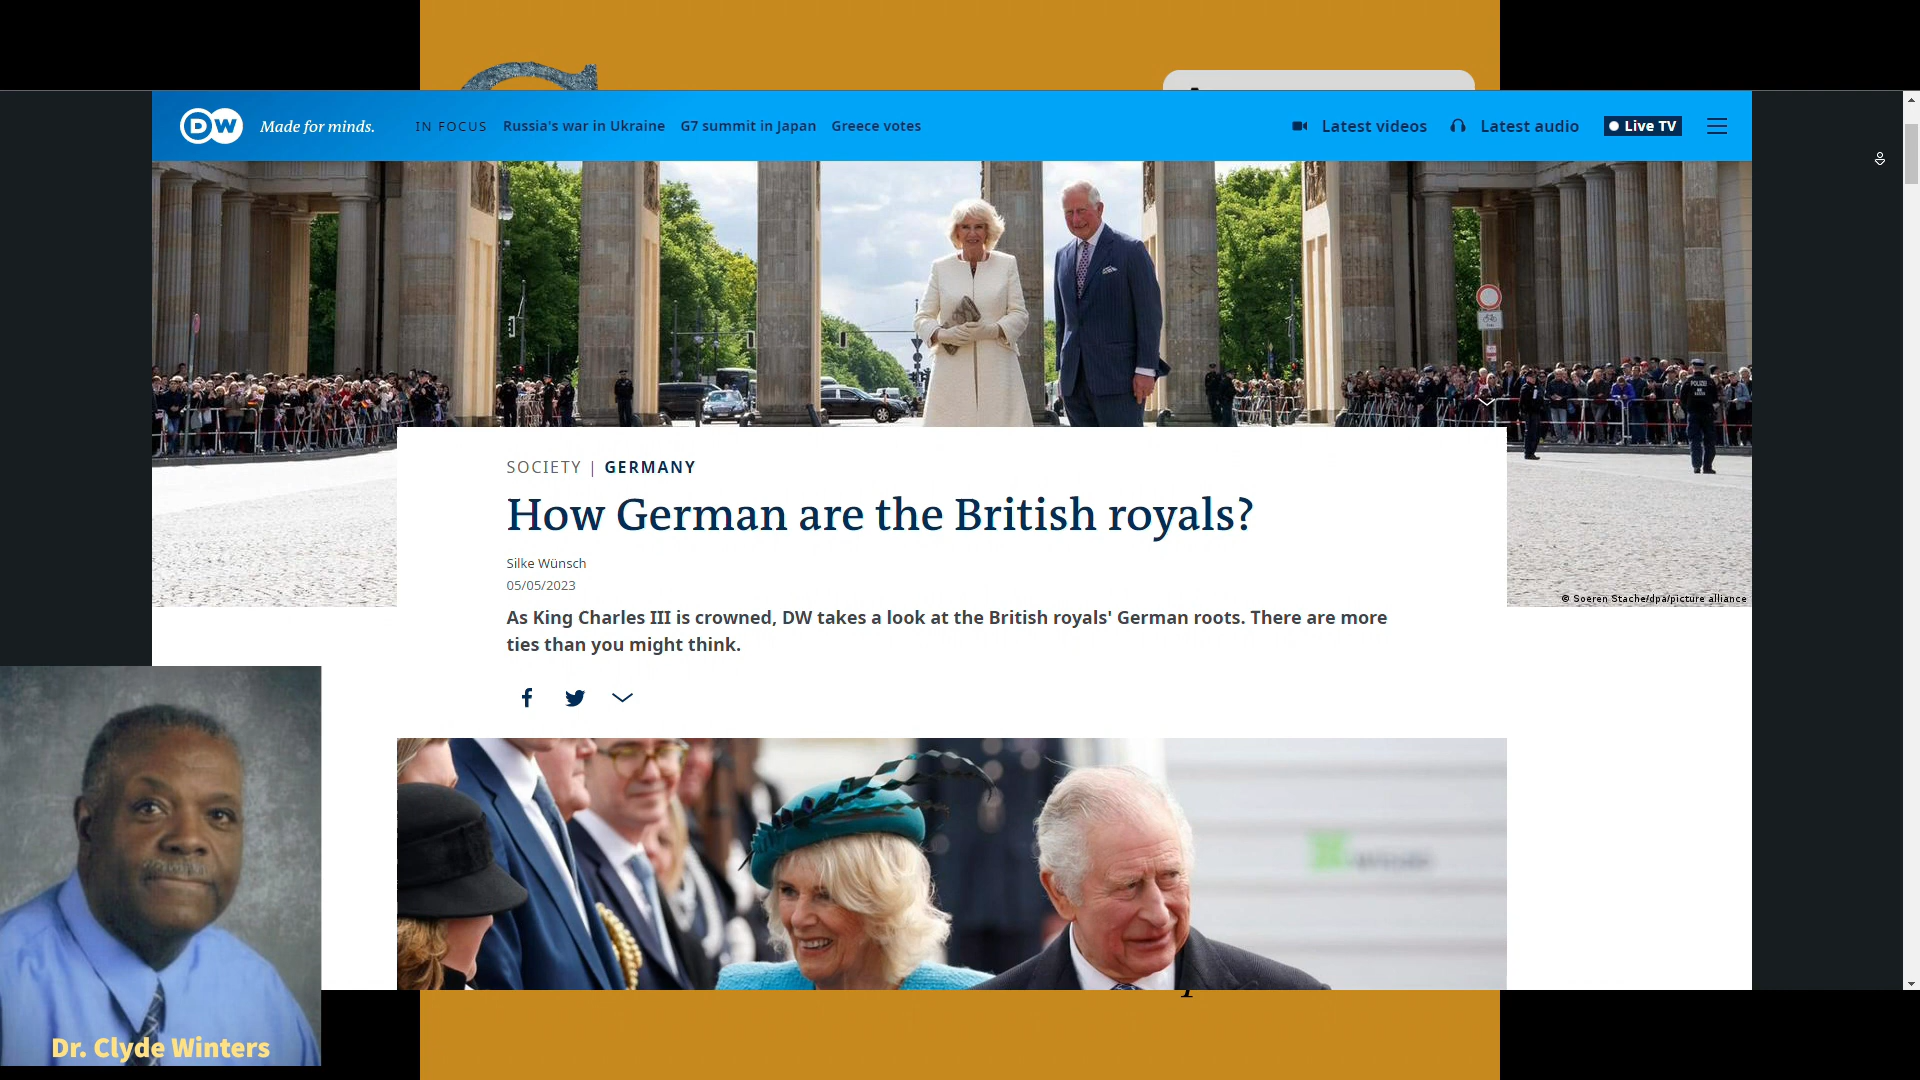 DW Made for minds. IN FOCUS Russia's war in Ukraine G7 summit in Japan Greece votes Latest videos Latest audio Live TV
POLIZEI
© Soeren Stache/dpa/picture alliance
SOCIETY | GERMANY
How German are the British royals?
Silke Wünsch
05/05/2023
As King Charles III is crowned, DW takes a look at the British royals' German roots. There are more
ties than you might think.
Dr. Clyde Winters